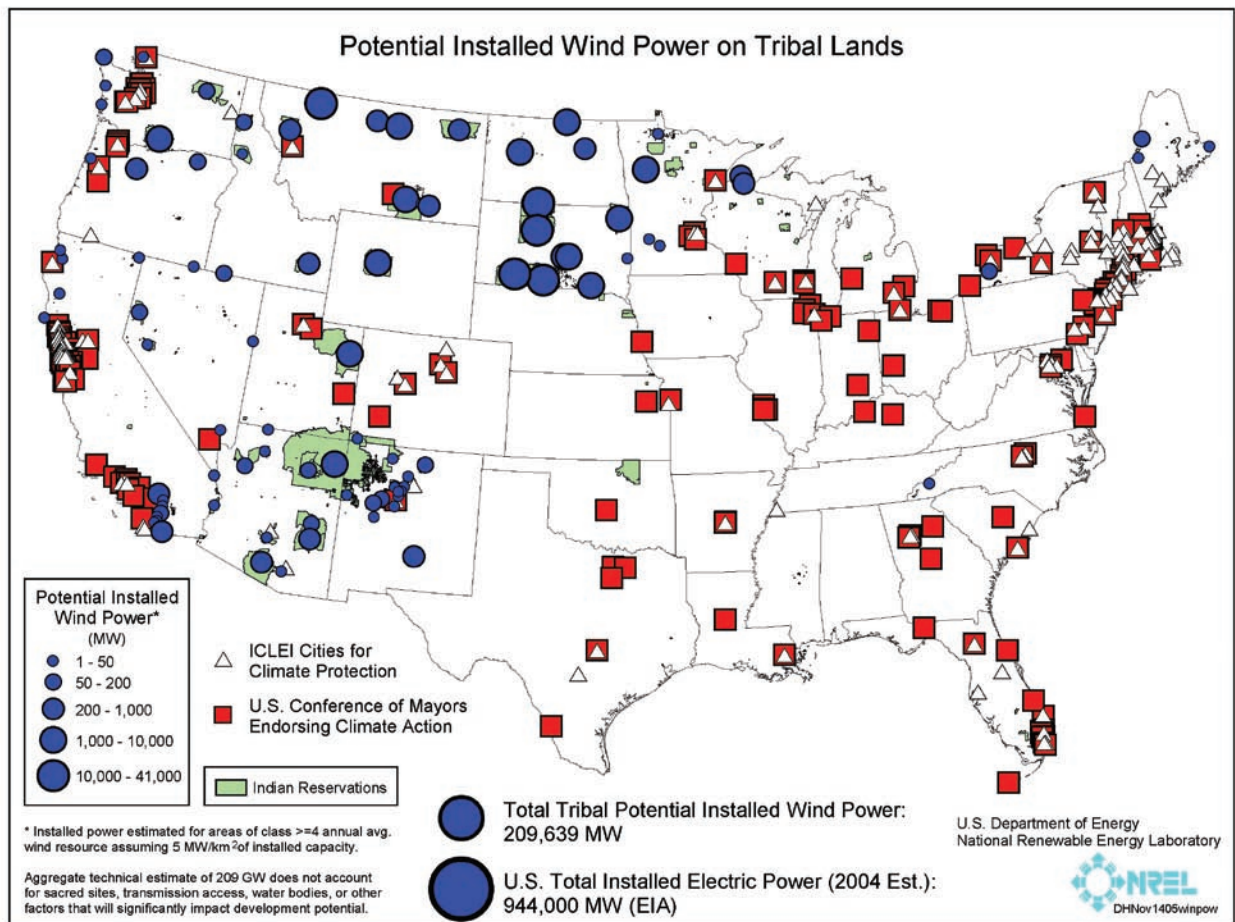 Potential Installed Wind Power on Tribal Lands
Potential Installed
Wind Power*
(MW)
1 - 50
50 - 200
200 - 1,000
1,000 - 10,000
10,000 - 41,000
ICLEI Cities for
Climate Protection
U.S. Conference of Mayors
Endorsing Climate Action
Indian Reservations
* Installed power estimated for areas of class >=4 annual avg.
wind resource assuming 5 MW/km² of installed capacity.
Aggregate technical estimate of 209 GW does not account
for sacred sites, transmission access, water bodies, or other
factors that will significantly impact development potential.
Total Tribal Potential Installed Wind Power:
209,639 MW
U.S. Total Installed Electric Power (2004 Est.):
944,000 MW (EIA)
U.S. Department of Energy
National Renewable Energy Laboratory
NREL
DHNov1405winpow